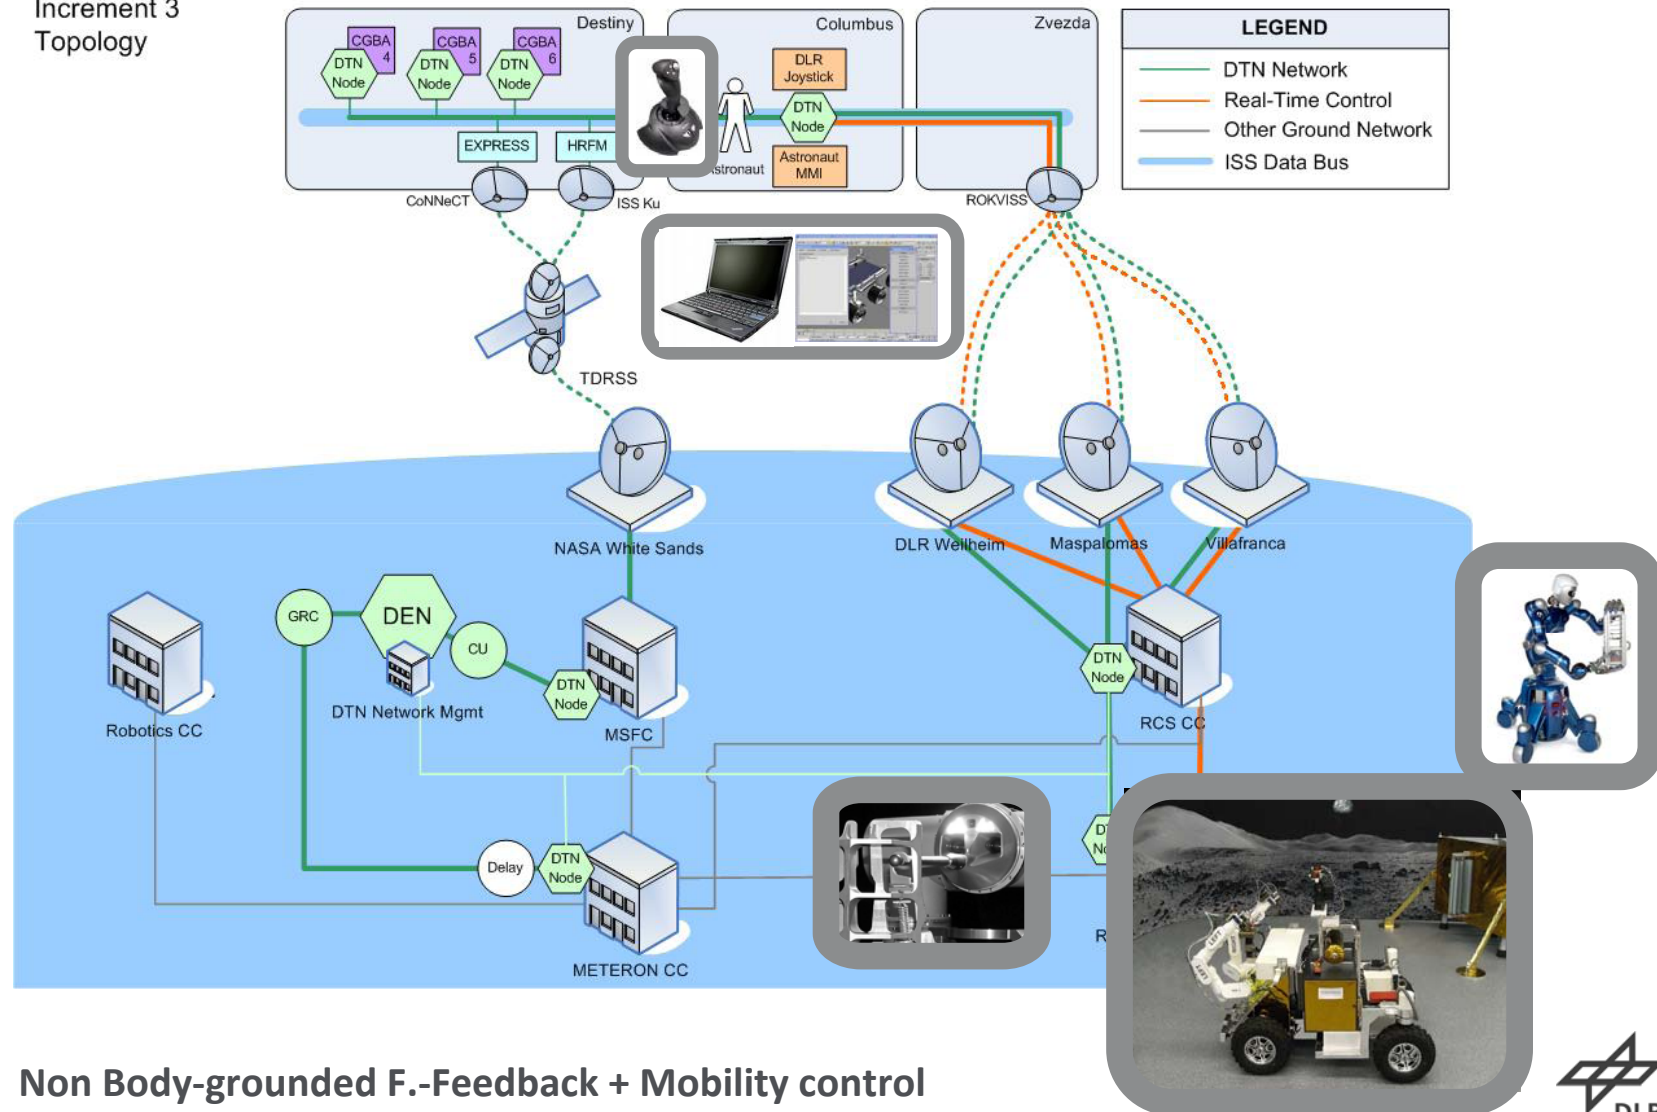 Increment 3
Topology
Destiny
Columbus
Zvezda
LEGEND
DTN Network
Real-Time Control
Other Ground Network
ISS Data Bus
CGBA
4
CGBA
5
CGBA
6
DTN
Node
DTN
Node
DTN
Node
DLR
Joystick
DTN
Node
EXPRESS
HRFM
Astronaut
MMI
CoNNeCT
ISS Ku
ROKVISS
TDRSS
NASA White Sands
DLR Weilheim
Maspalomas
Villafranca
GRC
DEN
CU
DTN
Node
DTN
Node
DTN Network Mgmt
Robotics CC
MSFC
RCS CC
Delay
DTN
Node
METERON CC
LEFT
LEFT
Non Body-grounded F.-Feedback + Mobility control
DLR